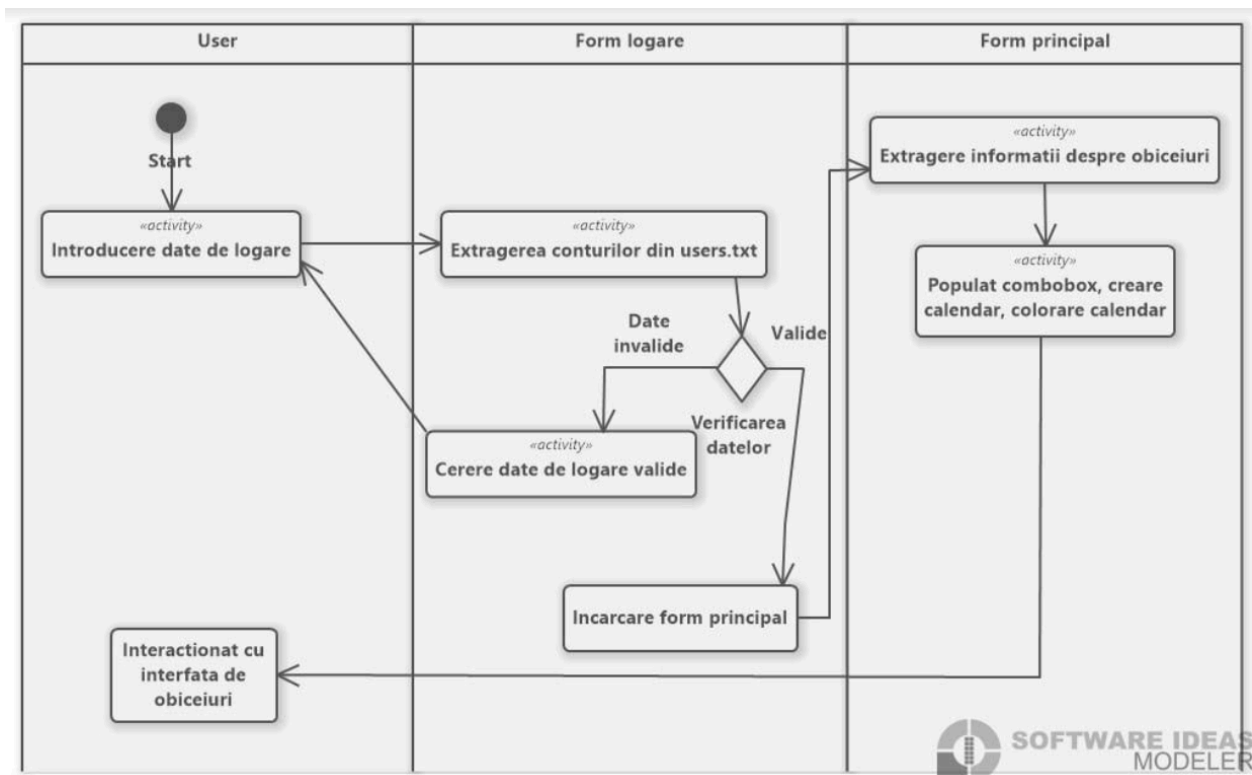 User
Form logare
Form principal
Start
«activity»
Introducere date de logare
«activity»
Extragerea conturilor din users.txt
Date
invalide
Valide
Verificarea
datelor
«activity»
Cerere date de logare valide
Incarcare form principal
«activity»
Extragere informatii despre obiceiuri
«activity»
Populat combobox, creare
calendar, colorare calendar
Interactionat cu
interfata de
obiceiuri
SOFTWARE IDEAS
MODELER